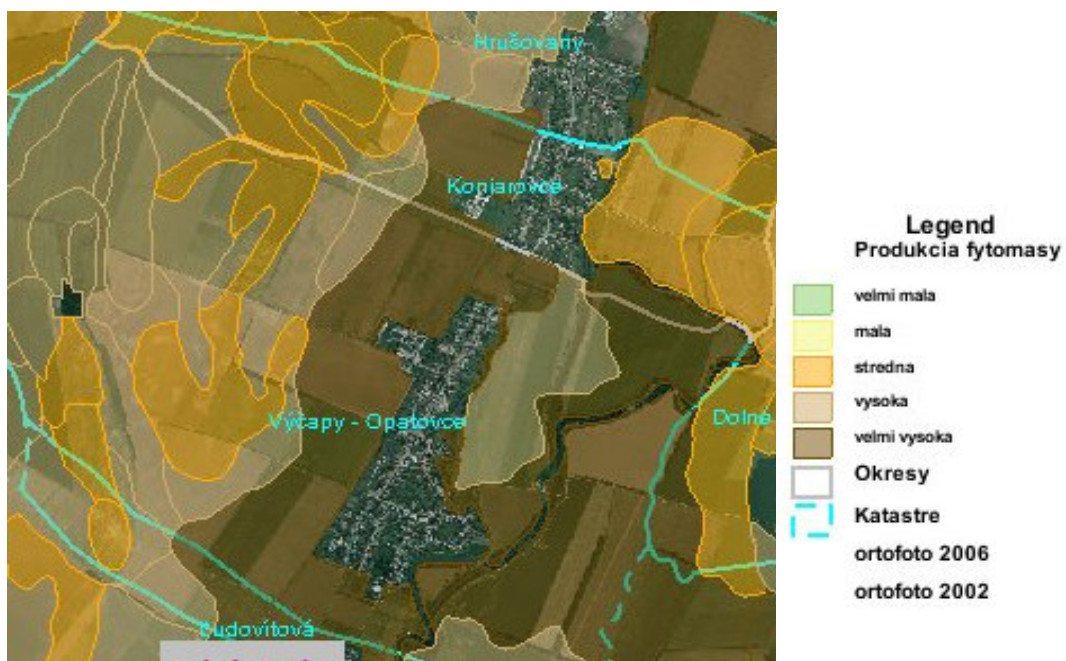 Hrušovany
Koniarovce
Výčapy - Opatovce
Dolné
Ľudovítová
Legend
Produkcia fytomasy
velmi mala
mala
stredna
vysoka
velmi vysoka
Okresy
Katastre
ortofoto 2006
ortofoto 2002